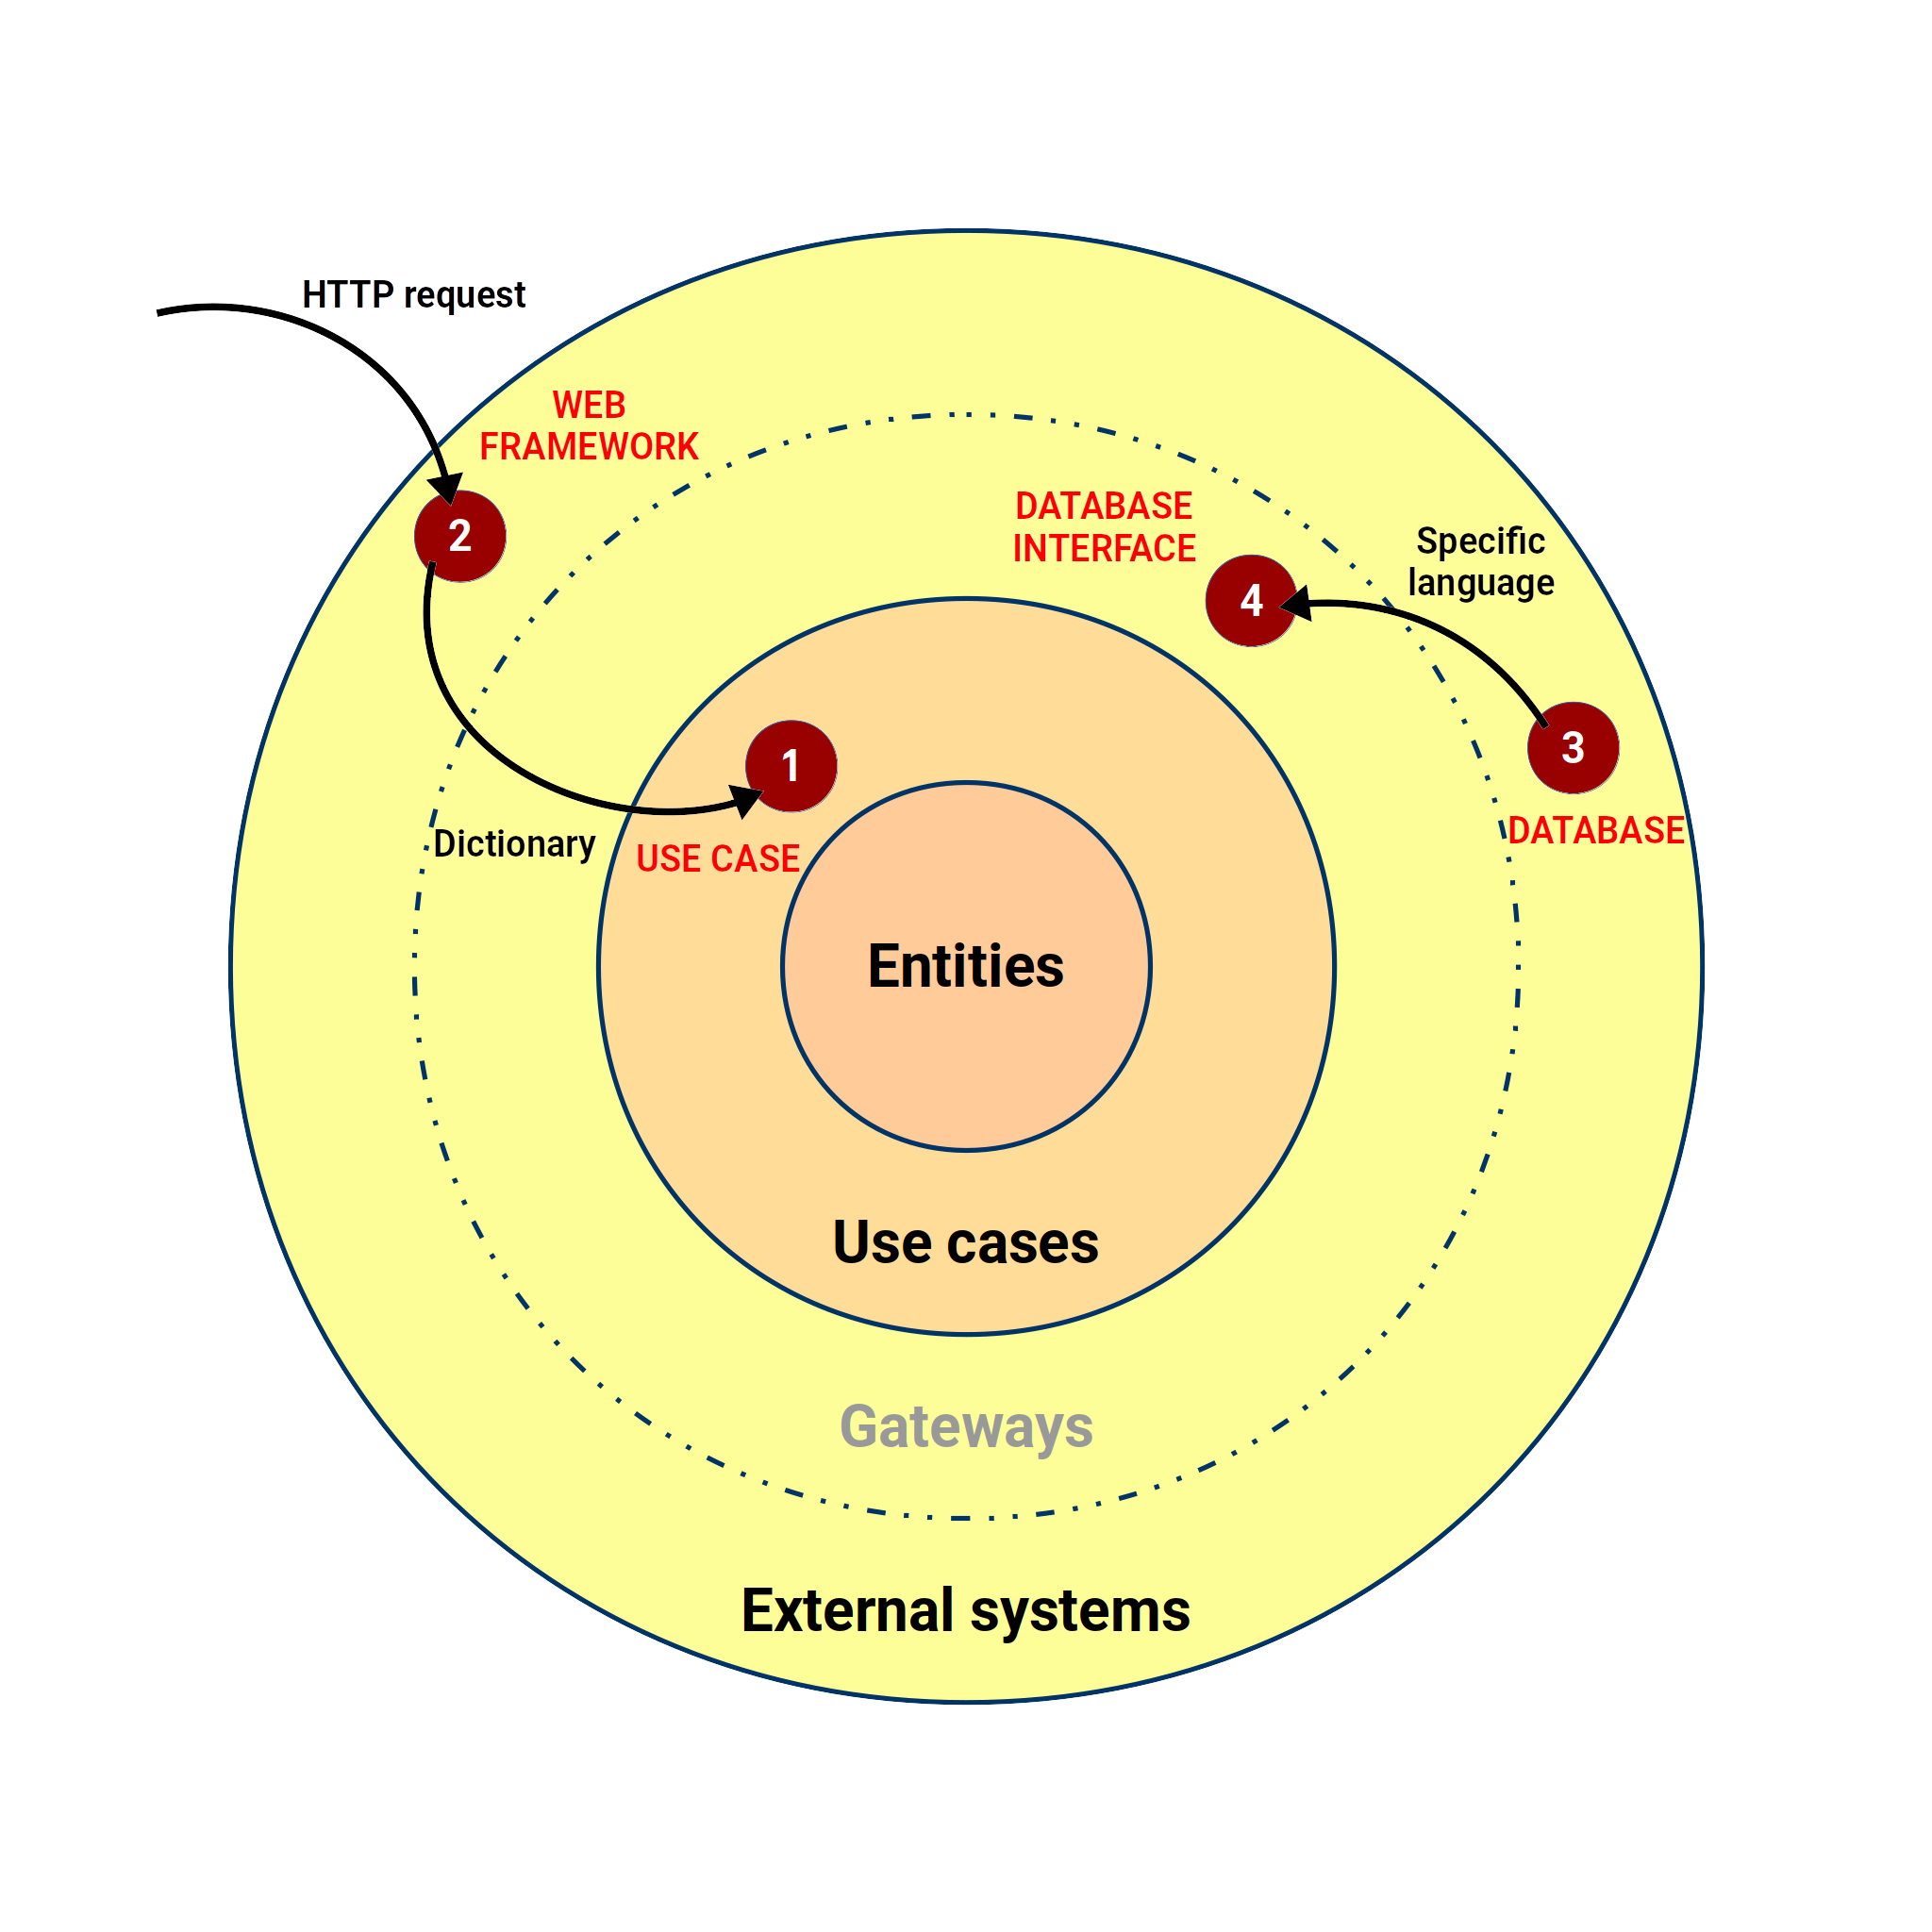 HTTP request
WEB
FRAMEWORK
2
DATABASE
INTERFACE
Specific
language
4
3
1
DATABASE
Dictionary
USE CASE
Entities
Use cases
Gateways
External systems